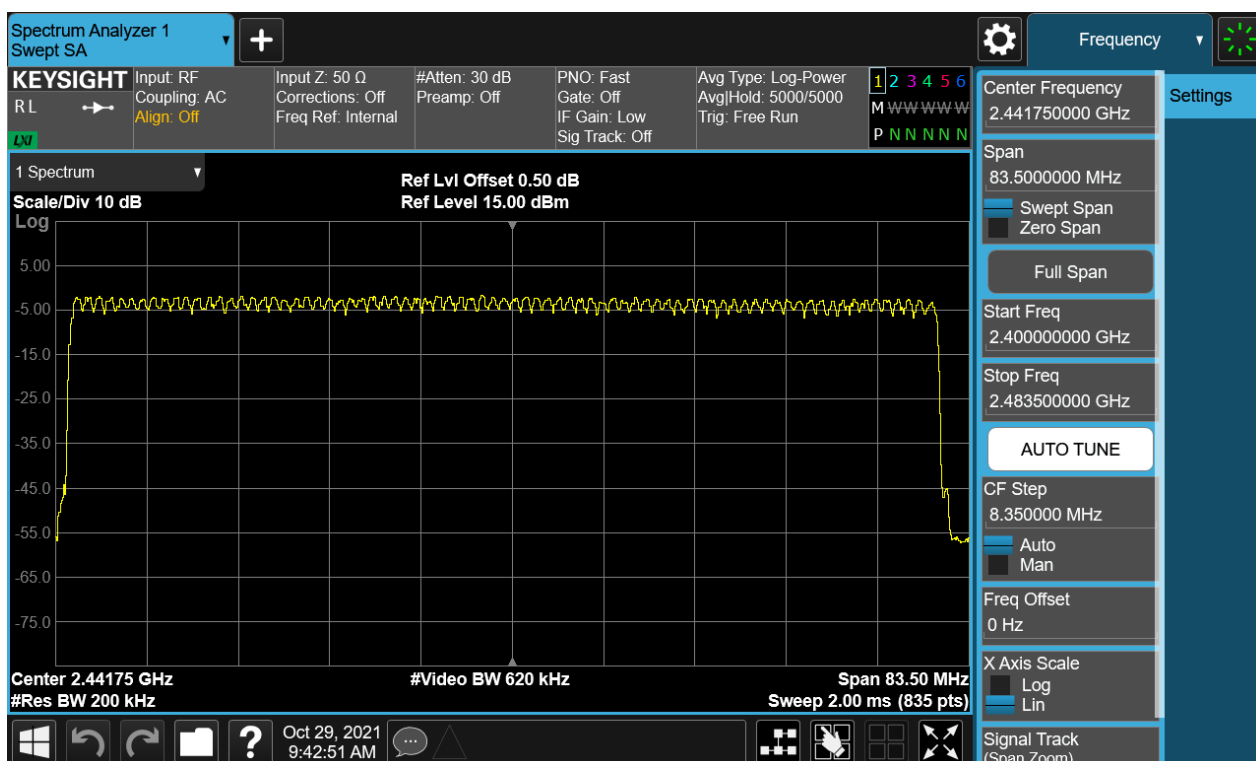 Spectrum Analyzer 1
Swept SA
+
Frequency
KEYSIGHT
RL
LXI
Input: RF
Coupling: AC
Align: Off
Input Z: 50 Ω
Corrections: Off
Freq Ref: Internal
#Atten: 30 dB
Preamp: Off
PNO: Fast
Gate: Off
IF Gain: Low
Sig Track: Off
Avg Type: Log-Power
Avg|Hold: 5000/5000
Trig: Free Run
1 2 3 4 5 6
M W W W W W
P N N N N N
1 Spectrum
Scale/Div 10 dB
Log
Ref Lvl Offset 0.50 dB
Ref Level 15.00 dBm
5.00
-5.00
-15.0
-25.0
-35.0
-45.0
-55.0
-65.0
-75.0
Center 2.44175 GHz
#Res BW 200 kHz
#Video BW 620 kHz
Span 83.50 MHz
Sweep 2.00 ms (835 pts)
?
Oct 29, 2021
9:42:51 AM
Center Frequency
2.441750000 GHz
Span
83.5000000 MHz
Swept Span
Zero Span
Full Span
Start Freq
2.400000000 GHz
Stop Freq
2.483500000 GHz
AUTO TUNE
CF Step
8.350000 MHz
Auto
Man
Freq Offset
0 Hz
X Axis Scale
Log
Lin
Signal Track
(Span Zoom)
Settings